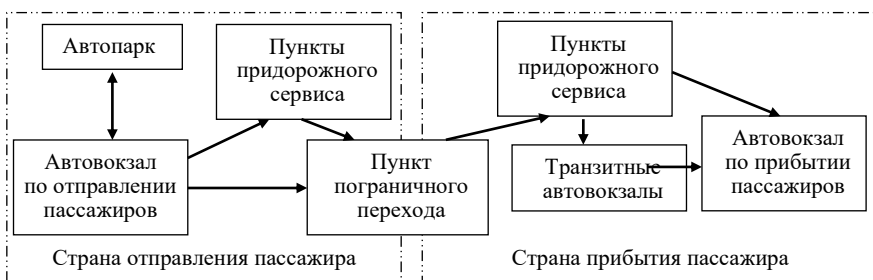 Автопарк
Пункты
придорожного
сервиса
Автовокзал
по отправлении
пассажиров
Пункт
пограничного
перехода
Страна отправления пассажира
Пункты
придорожного
сервиса
Транзитные
автовокзалы
Автовокзал
по прибытии
пассажиров
Страна прибытия пассажира